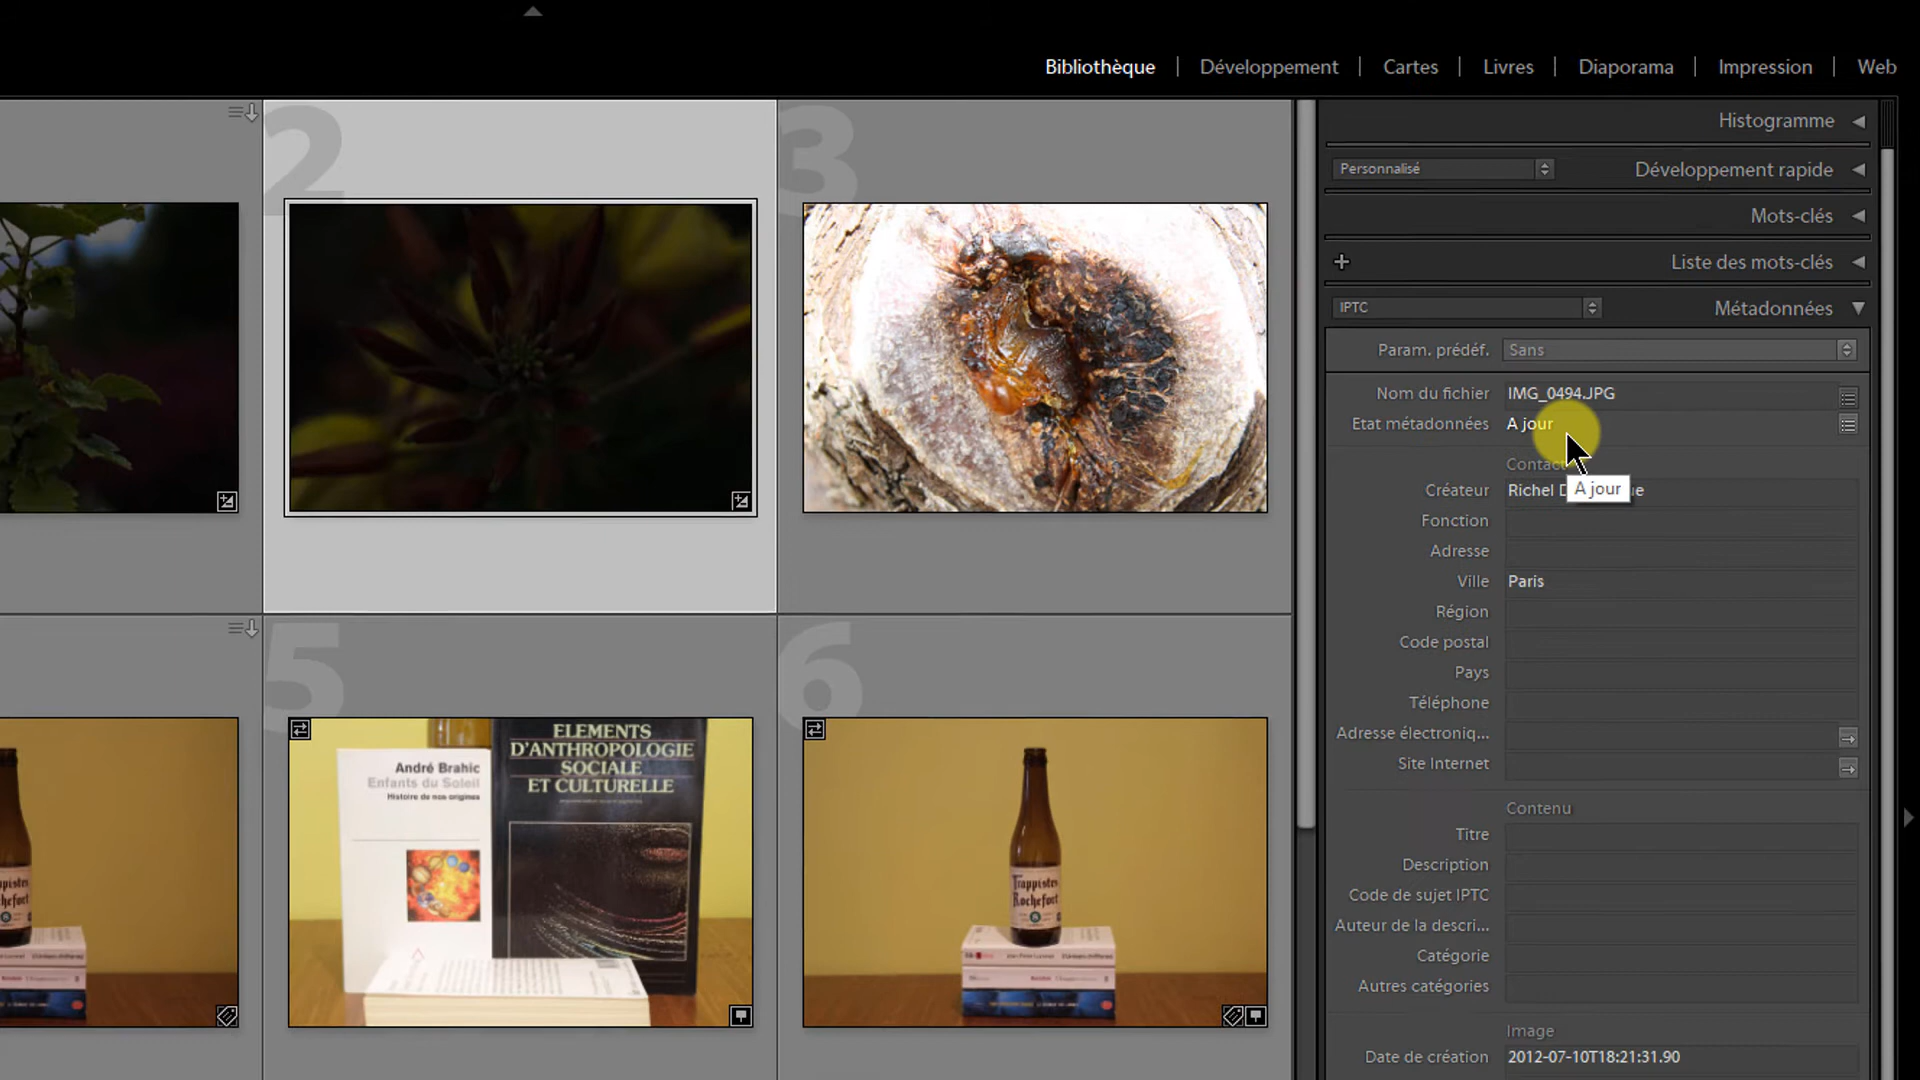 Bibliothèque | Développement | Cartes | Livres | Diaporama | Impression | Web
Histogramme
Personnalisé Développement rapide
Mots-clés
Liste des mots-clés
IPTC Métadonnées
Param. prédéf. Sans
Nom du fichier IMG_0494.JPG
Etat métadonnées A jour
Contact
Créateur Richel
A jour
Fonction
Adresse
Ville Paris
Région
Code postal
Pays
Téléphone
Adresse électroniq...
Site Internet
Contenu
Titre
Description
Code de sujet IPTC
Auteur de la descri...
Catégorie
Autres catégories
Image
Date de création 2012-07-10T18:21:31.90
2
3
5
6
André Brahic
Enfants du Soleil
Histoire de nos origines
ELEMENTS
D'ANTHROPOLOGIE
SOCIALE
ET CULTURELLE
Trappistes
Rochefort